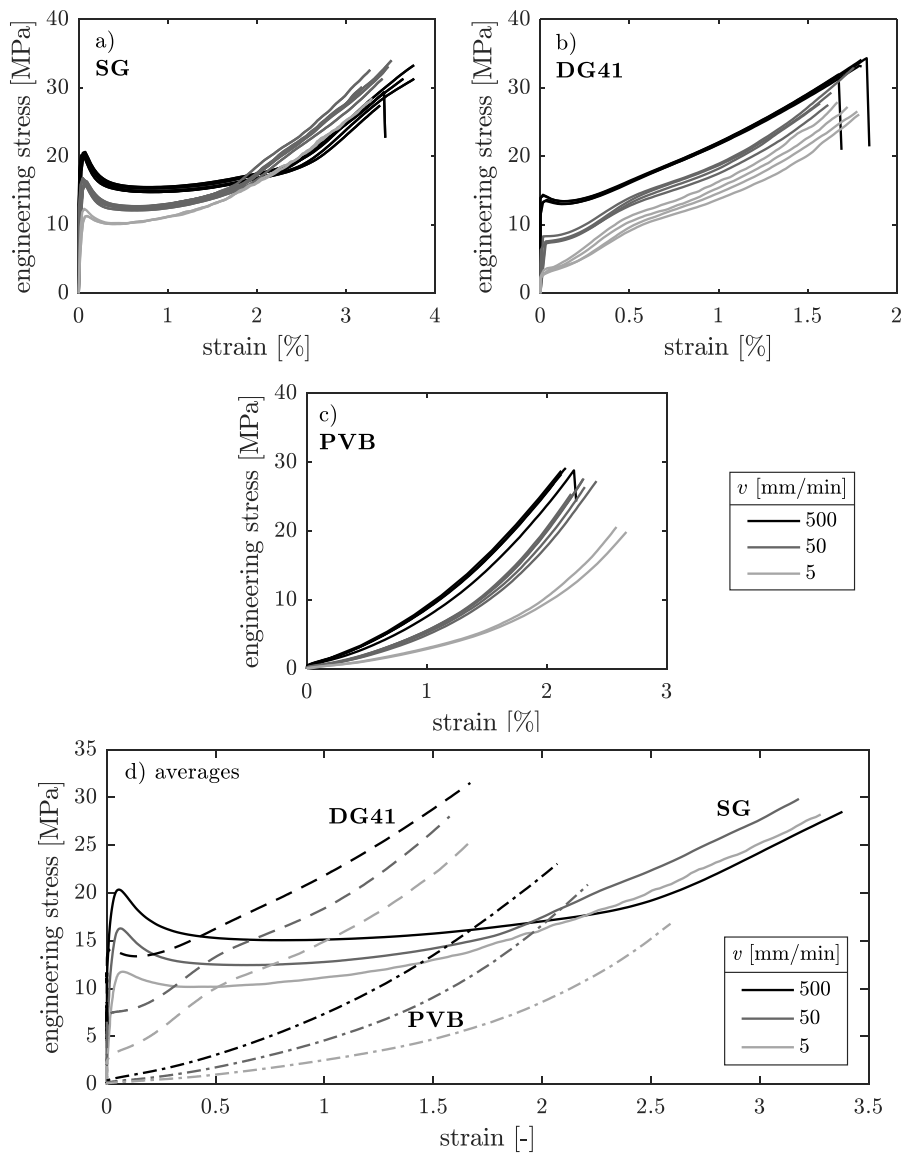 a)
SG
engineering stress [MPa]
40
30
20
10
0
0 1 2 3 4
strain [%]
b)
DG41
engineering stress [MPa]
40
30
20
10
0
0 0.5 1 1.5 2
strain [%]
c)
PVB
engineering stress [MPa]
40
30
20
10
0
0 1 2 3
strain [%]
v [mm/min]
500
50
5
d) averages
engineering stress [MPa]
35
30
25
20
15
10
5
0
DG41
SG
PVB
v [mm/min]
500
50
5
0 0.5 1 1.5 2 2.5 3 3.5
strain [-]